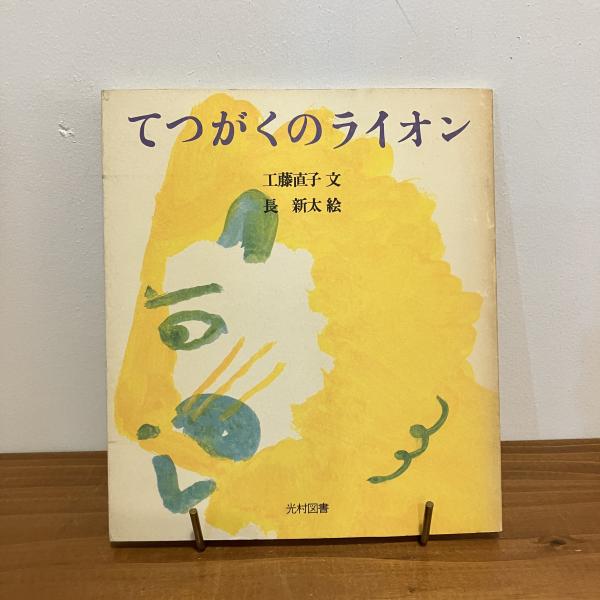 てつがくのライオン
工藤直子 文
長 新太 絵
光村図書